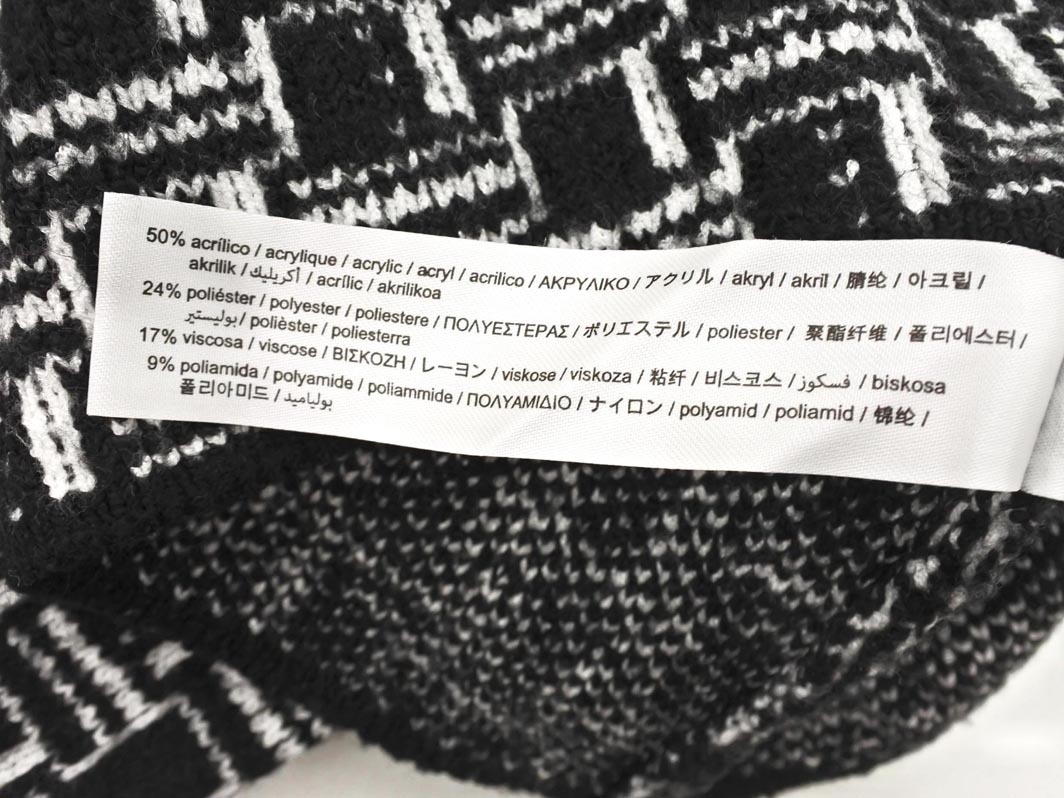 50% acrílico / acrylique / acrylic / acryl / acrilico / ΑΚΡΥΛΙΚΟ / アクリル / akryl / akril / 腈纶 / 아크릴 /
akrilik / أكريليك / acrílic / akrilikoa
24% poliéster / polyester / poliestere / ΠΟΛΥΕΣΤΕΡΑΣ / ポリエステル / poliester / 聚酯纤维 / 폴리에스터 /
بوليستير / polièster / poliesterra
17% viscosa / viscose / ΒΙΣΚΟΖΗ / レーヨン / viskose / viskoza / 粘纤 / 비스코스 / فسكوز / biskosa
9% poliamida / polyamide / poliammide / ΠΟΛΥΑΜΙΔΙΟ / ナイロン / polyamid / poliamid / 锦纶 /
폴리아미드 / بولياميد